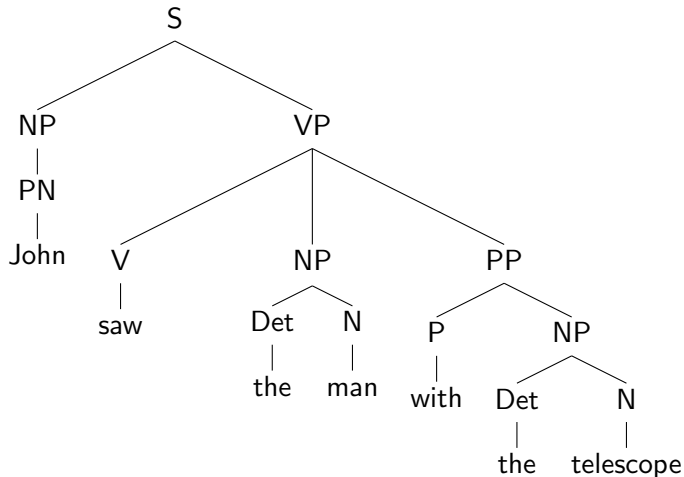 S
NP VP
PN
John V NP PP
saw Det N P NP
the man with Det N
the telescope